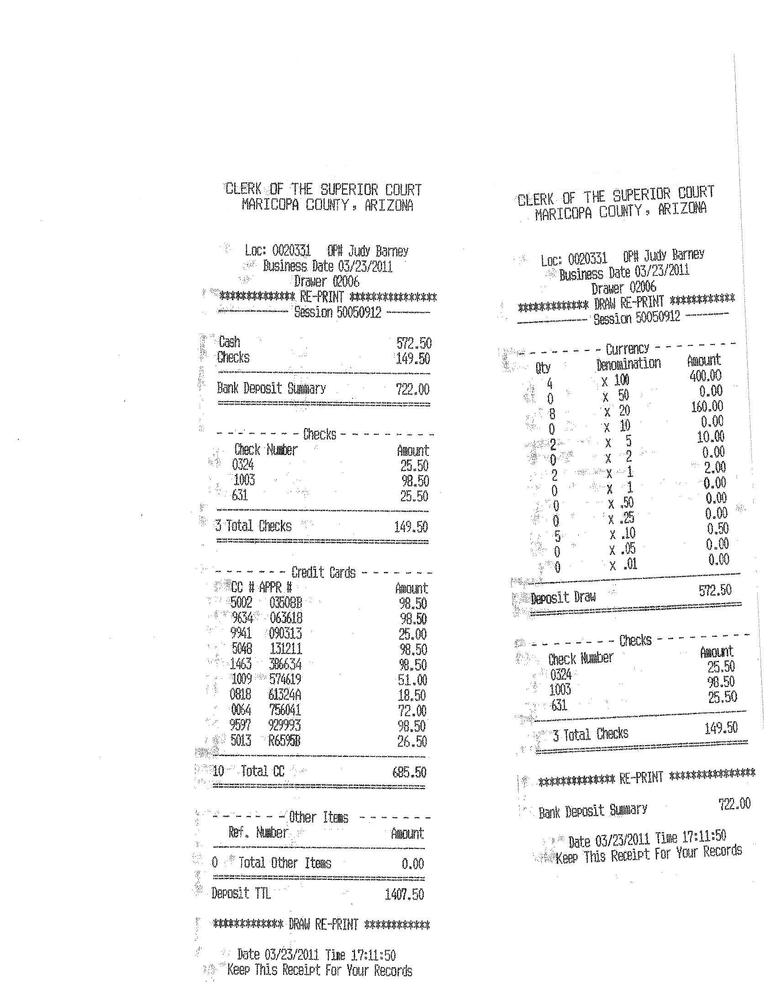 CLERK OF THE SUPERIOR COURT
MARICOPA COUNTY, ARIZONA
Loc: 0020331 OP# Judy Barney
Business Date 03/23/2011
Drawer 02006
************** RE-PRINT ****************
Session 50050912
Cash 572.50
Checks 149.50
Bank Deposit Summary 722.00
- - - - - - - - Checks - - - - - - - - -
Check Number Amount
0324 25.50
1003 98.50
631 25.50
3 Total Checks 149.50
- - - - - - - Credit Cards - - - - - - -
CC # APPR # Amount
5002 03508B 98.50
9634 063618 98.50
9941 090313 25.00
5048 131211 98.50
1463 386634 98.50
1009 574619 51.00
0818 61324A 18.50
0064 756041 72.00
9597 929993 98.50
5013 R6595B 26.50
10 Total CC 685.50
- - - - - - - Other Items - - - - - - -
Ref. Number Amount
0 Total Other Items 0.00
Deposit TTL 1407.50
************* DRAW RE-PRINT ************
Date 03/23/2011 Time 17:11:50
Keep This Receipt For Your Records
CLERK OF THE SUPERIOR COURT
MARICOPA COUNTY, ARIZONA
Loc: 0020331 OP# Judy Barney
Business Date 03/23/2011
Drawer 02006
************* DRAW RE-PRINT ************
Session 50050912
- - - - - - - - Currency - - - - - - - -
Qty Denomination Amount
4 X 100 400.00
0 X 50 0.00
8 X 20 160.00
0 X 10 0.00
2 X 5 10.00
0 X 2 0.00
2 X 1 2.00
0 X 1 0.00
0 X .50 0.00
0 X .25 0.00
5 X .10 0.50
0 X .05 0.00
0 X .01 0.00
Deposit Draw 572.50
- - - - - - - - Checks - - - - - - - - -
Check Number Amount
0324 25.50
1003 98.50
631 25.50
3 Total Checks 149.50
************** RE-PRINT ****************
Bank Deposit Summary 722.00
Date 03/23/2011 Time 17:11:50
Keep This Receipt For Your Records